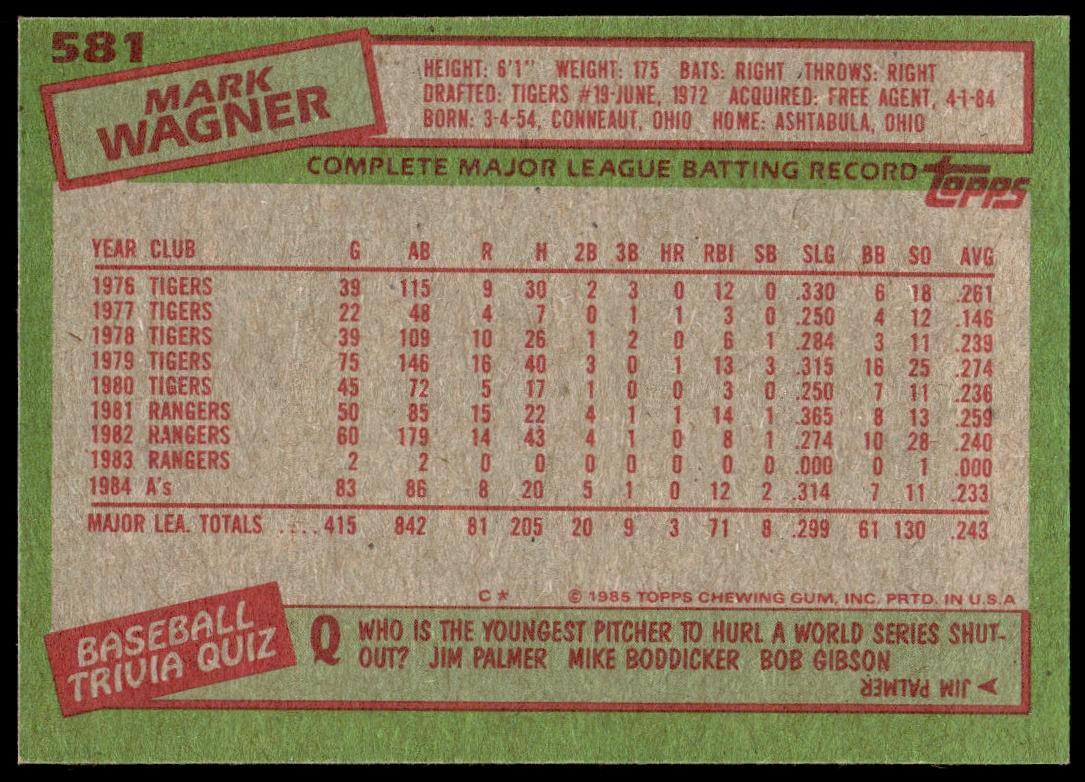 581
MARK
WAGNER
HEIGHT: 6'1" WEIGHT: 175 BATS: RIGHT THROWS: RIGHT
DRAFTED: TIGERS #19-JUNE, 1972 ACQUIRED: FREE AGENT, 4-1-84
BORN: 3-4-54, CONNEAUT, OHIO HOME: ASHTABULA, OHIO
COMPLETE MAJOR LEAGUE BATTING RECORD
TOPPS
YEAR CLUB G AB R H 2B 3B HR RBI SB SLG BB SO AVG
1976 TIGERS 39 115 9 30 2 3 0 12 0 .330 6 18 .261
1977 TIGERS 22 48 4 7 0 1 1 3 0 .250 4 12 .146
1978 TIGERS 39 109 10 26 1 2 0 6 1 .284 3 11 .239
1979 TIGERS 75 146 16 40 3 0 1 13 3 .315 16 25 .274
1980 TIGERS 45 72 5 17 1 0 0 3 0 .250 7 11 .236
1981 RANGERS 50 85 15 22 4 1 1 14 1 .365 8 13 .259
1982 RANGERS 60 179 14 43 4 1 0 8 1 .274 10 28 .240
1983 RANGERS 2 2 0 0 0 0 0 0 0 .000 0 1 .000
1984 A's 83 86 8 20 5 1 0 12 2 .314 7 11 .233
MAJOR LEA. TOTALS ....415 842 81 205 20 9 3 71 8 .299 61 130 .243
C* © 1985 TOPPS CHEWING GUM, INC. PRTD. IN U.S.A
BASEBALL
TRIVIA QUIZ
Q WHO IS THE YOUNGEST PITCHER TO HURL A WORLD SERIES SHUT-
OUT? JIM PALMER MIKE BODDICKER BOB GIBSON
JIM PALMER